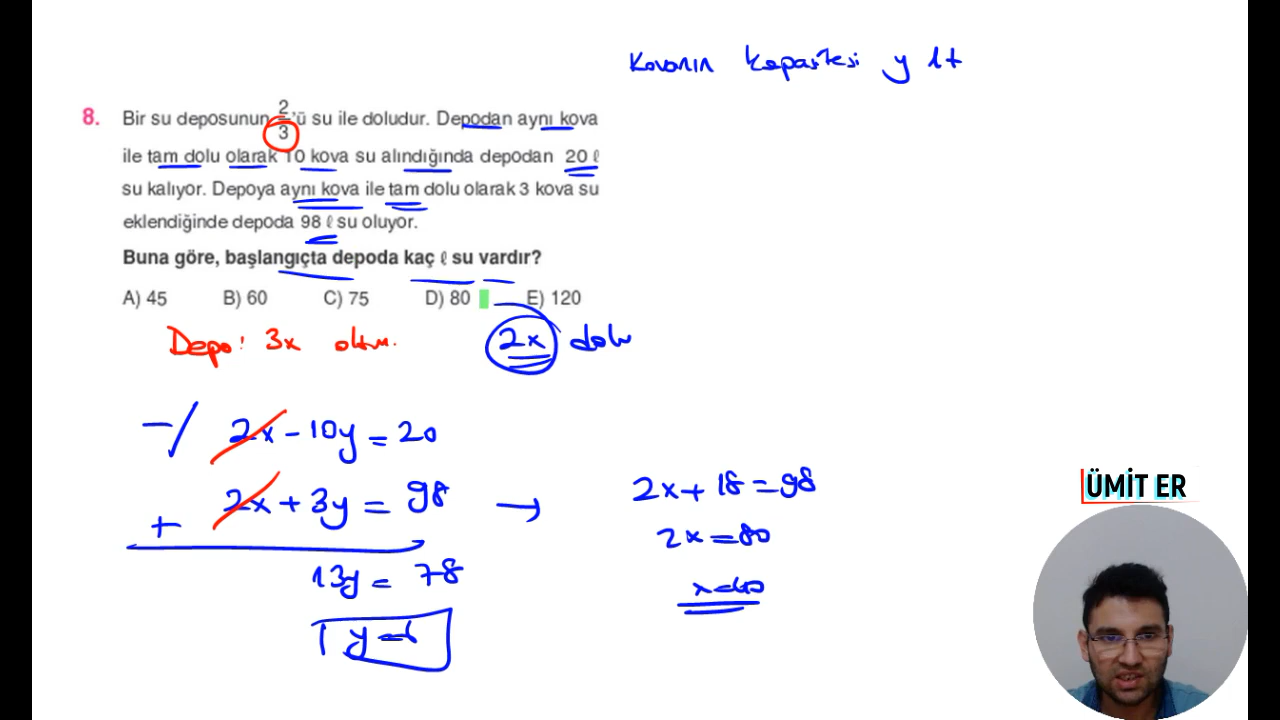 Kovanın kapasitesi y lt
8. Bir su deposunun 2/3'ü su ile doludur. Depodan aynı kova
ile tam dolu olarak 10 kova su alındığında depodan 20 ℓ
su kalıyor. Depoya aynı kova ile tam dolu olarak 3 kova su
eklendiğinde depoda 98 ℓ su oluyor.
Buna göre, başlangıçta depoda kaç ℓ su vardır?
A) 45 B) 60 C) 75 D) 80 E) 120
Depo: 3x olsun. 2x dolu
-/ 2x - 10y = 20
+ 2x + 3y = 98 → 2x + 18 = 98
13y = 78 2x = 80
y = 6 x = 40
ÜMİT ER